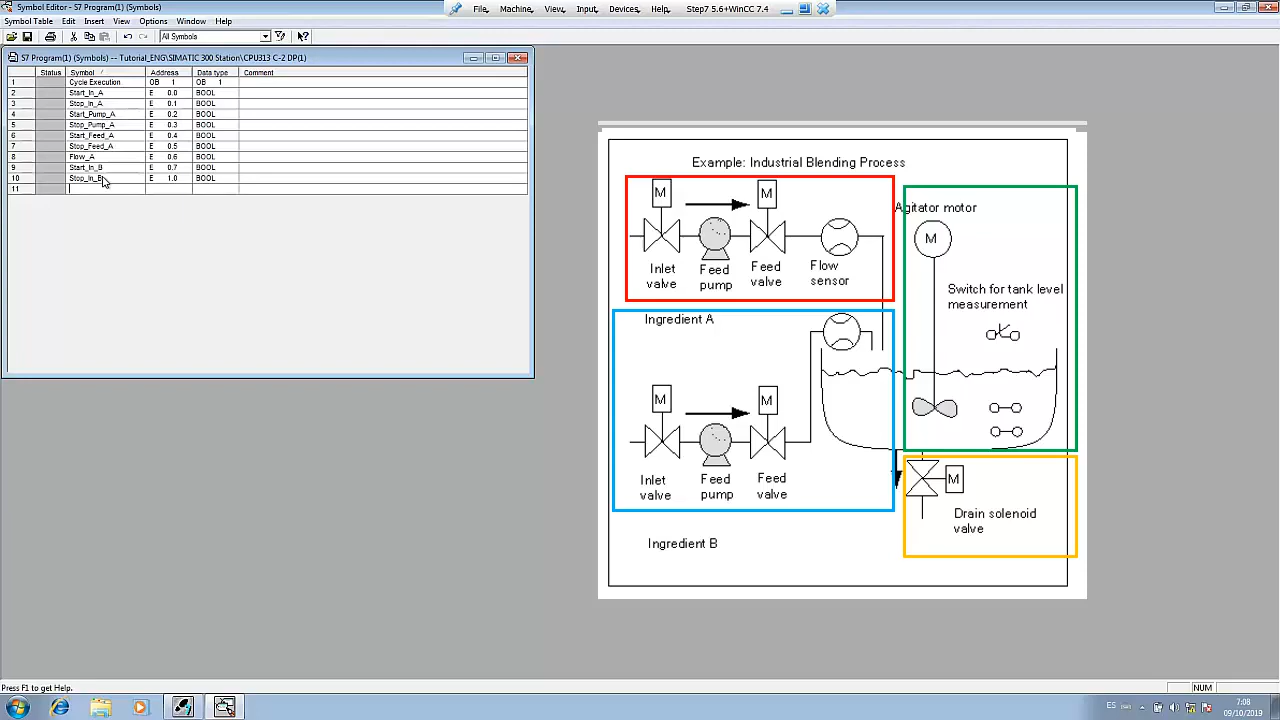 Symbol Editor - S7 Program(1) (Symbols)
File, Machine, View, Input, Devices, Help, Step7 5.6+WinCC 7.4
Symbol Table Edit Insert View Options Window Help
All Symbols
S7 Program(1) (Symbols) -- Tutorial_ENG\SIMATIC 300 Station\CPU313 C-2 DP(1)
Status Symbol Address Data type Comment
1 Cycle Execution OB 1 OB 1
2 Start_In_A E 0.0 BOOL
3 Stop_In_A E 0.1 BOOL
4 Start_Pump_A E 0.2 BOOL
5 Stop_Pump_A E 0.3 BOOL
6 Start_Feed_A E 0.4 BOOL
7 Stop_Feed_A E 0.5 BOOL
8 Flow_A E 0.6 BOOL
9 Start_In_B E 0.7 BOOL
10 Stop_In_B E 1.0 BOOL
11
Example: Industrial Blending Process
M M
Inlet valve
Feed pump
Feed valve
Flow sensor
Ingredient A
Agitator motor
M
Switch for tank level
measurement
M M
Inlet valve
Feed pump
Feed valve
Ingredient B
M
Drain solenoid
valve
Press F1 to get Help.
NUM
ES
7:08
09/10/2019